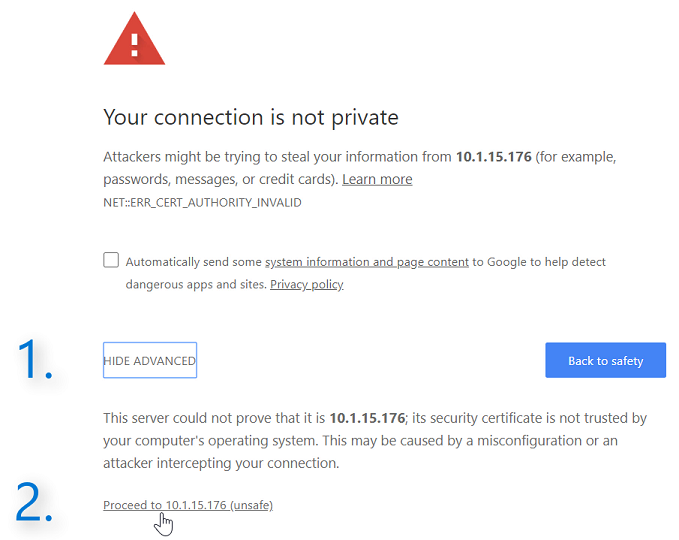 Your connection is not private
Attackers might be trying to steal your information from 10.1.15.176 (for example,
passwords, messages, or credit cards). Learn more
NET::ERR_CERT_AUTHORITY_INVALID
Automatically send some system information and page content to Google to help detect
dangerous apps and sites. Privacy policy
1.
HIDE ADVANCED
Back to safety
This server could not prove that it is 10.1.15.176; its security certificate is not trusted by
your computer's operating system. This may be caused by a misconfiguration or an
attacker intercepting your connection.
2.
Proceed to 10.1.15.176 (unsafe)